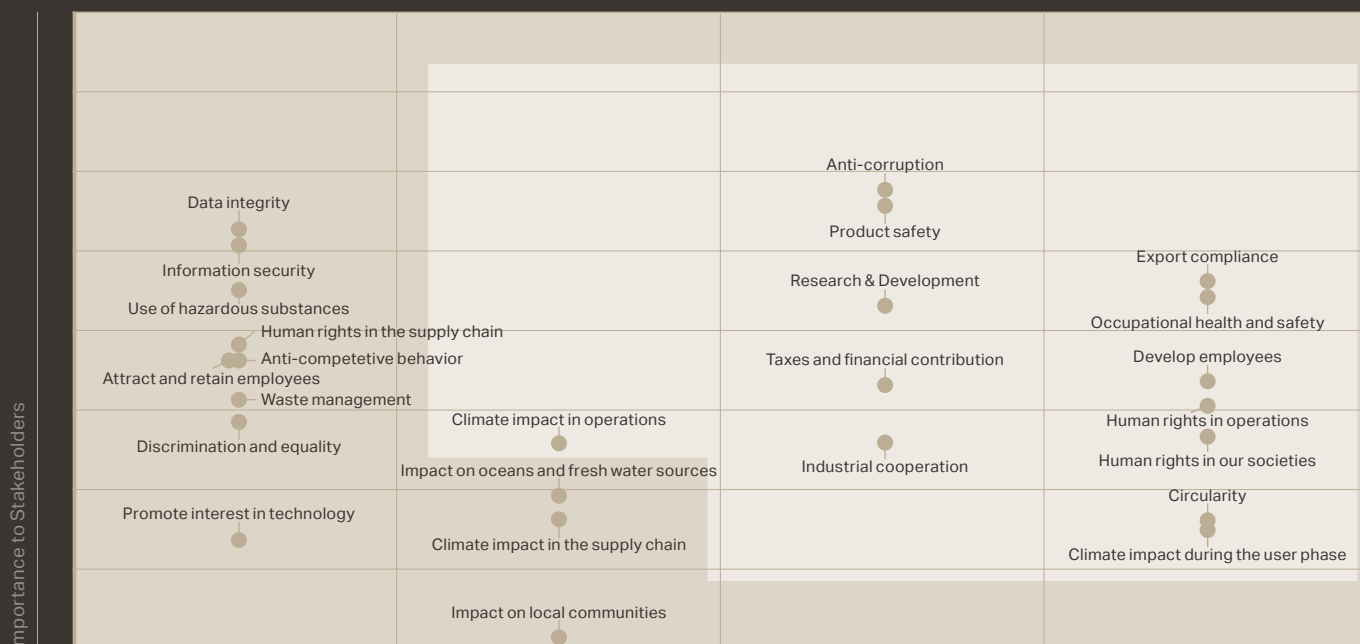 Anti-corruption
Data integrity
Product safety
Export compliance
Information security
Research & Development
Use of hazardous substances
Occupational health and safety
Human rights in the supply chain
Develop employees
Anti-competetive behavior
Taxes and financial contribution
Attract and retain employees
Waste management
Climate impact in operations
Human rights in operations
Discrimination and equality
Human rights in our societies
Industrial cooperation
Impact on oceans and fresh water sources
Circularity
Promote interest in technology
Climate impact in the supply chain
Climate impact during the user phase
Impact on local communities
mportance to Stakeholders